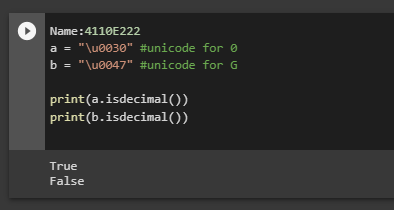 Name:4110E222
a = "\u0030" #unicode for 0
b = "\u0047" #unicode for G
print(a.isdecimal())
print(b.isdecimal())
True
False